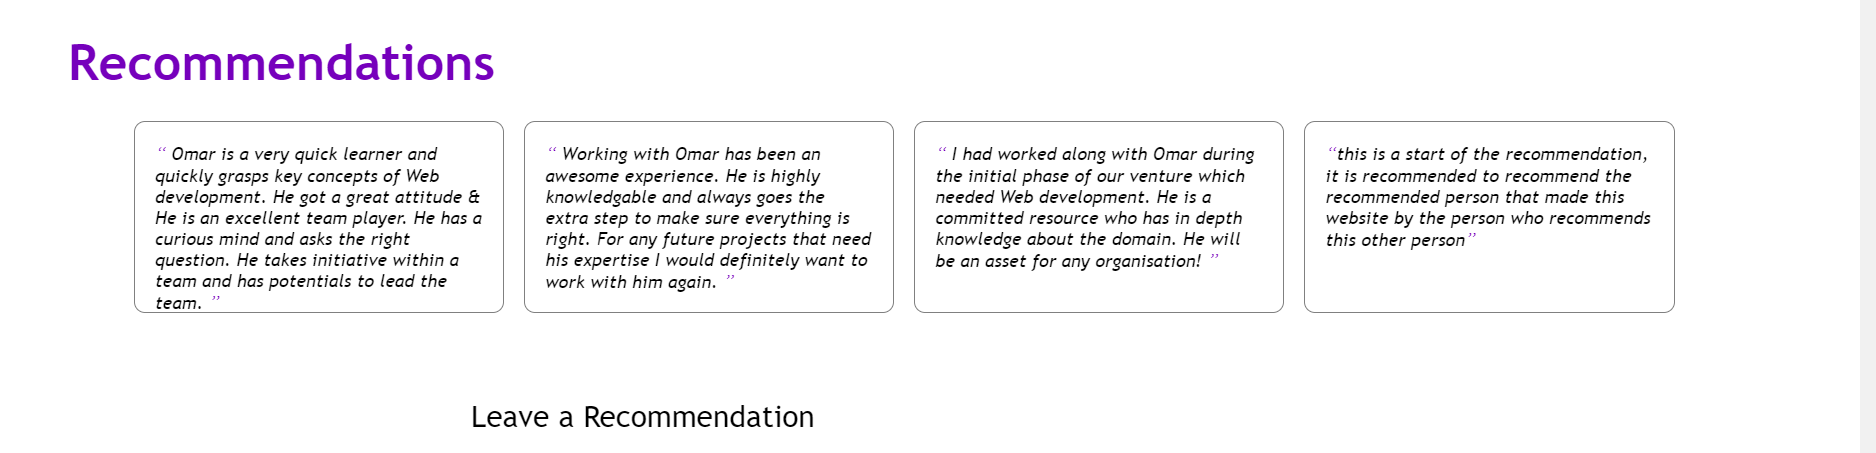 Recommendations
“ Omar is a very quick learner and
quickly grasps key concepts of Web
development. He got a great attitude &
He is an excellent team player. He has a
curious mind and asks the right
question. He takes initiative within a
team and has potentials to lead the
team. ”
“ Working with Omar has been an
awesome experience. He is highly
knowledgable and always goes the
extra step to make sure everything is
right. For any future projects that need
his expertise I would definitely want to
work with him again. ”
“ I had worked along with Omar during
the initial phase of our venture which
needed Web development. He is a
committed resource who has in depth
knowledge about the domain. He will
be an asset for any organisation! ”
“this is a start of the recommendation,
it is recommended to recommend the
recommended person that made this
website by the person who recommends
this other person”
Leave a Recommendation